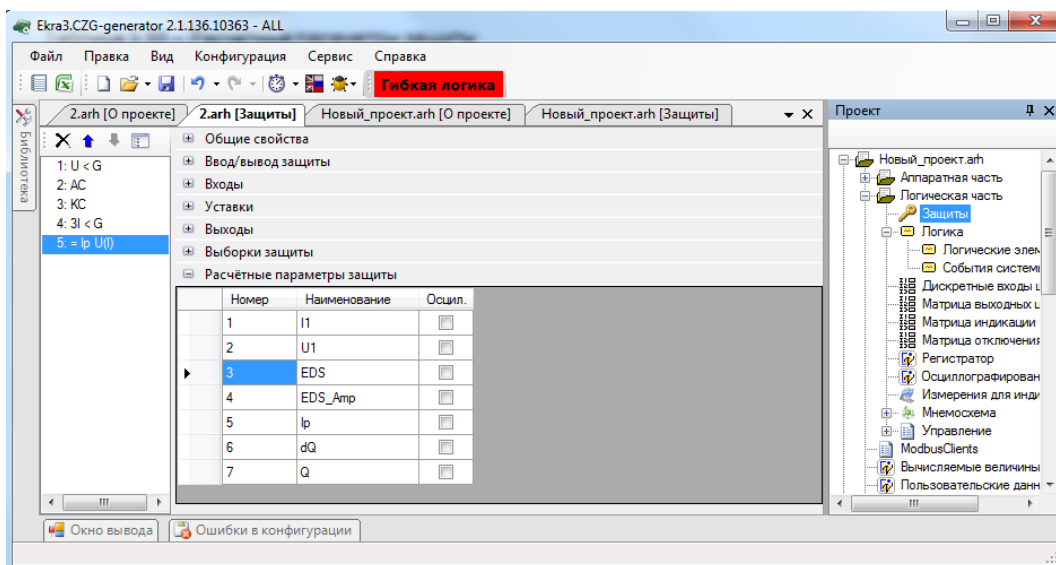 Ekra3.CZG-generator 2.1.136.10363 - ALL
Файл Правка Вид Конфигурация Сервис Справка
Гибкая логика
2.arh [О проекте] 2.arh [Защиты] Новый_проект.arh [О проекте] Новый_проект.arh [Защиты]
Библиотека
1: U < G
2: АС
3: КС
4: 3I < G
5: = Ip U(I)
Общие свойства
Ввод/вывод защиты
Входы
Уставки
Выходы
Выборки защиты
Расчётные параметры защиты
Номер Наименование Осцил.
1 I1
2 U1
3 EDS
4 EDS_Amp
5 Ip
6 dQ
7 Q
Проект
Новый_проект.arh
Аппаратная часть
Логическая часть
Защиты
Логика
Логические элем
События системы
Дискретные входы ц
Матрица выходных ц
Матрица индикации
Матрица отключения
Регистратор
Осциллографирован
Измерения для инди
Мнемосхема
Управление
ModbusClients
Вычисляемые величины
Пользовательские данн
Окно вывода Ошибки в конфигурации